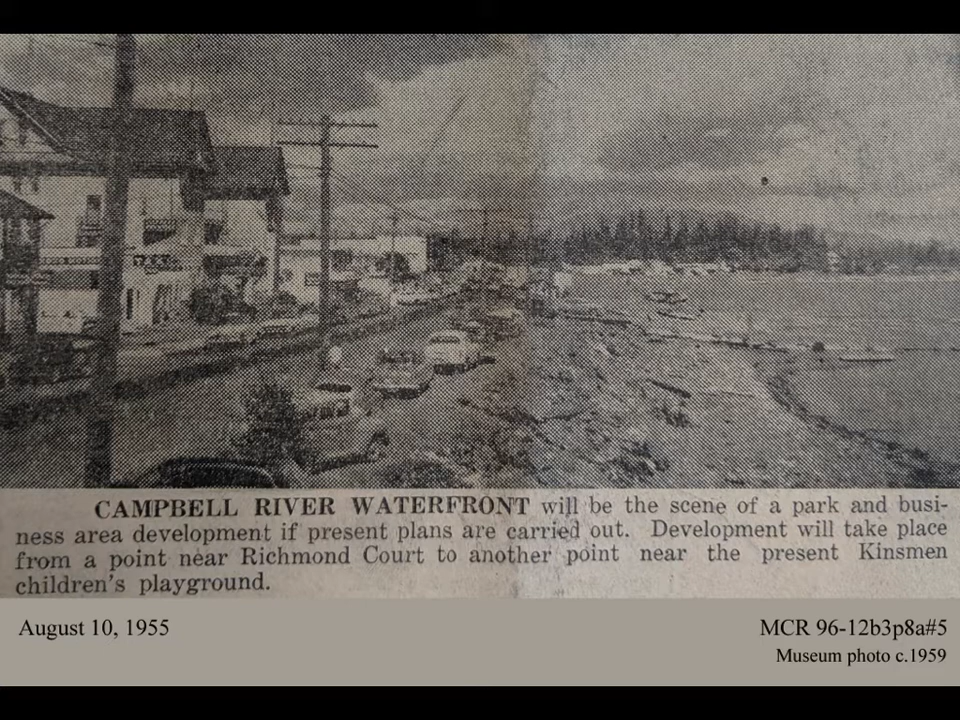 CAMPBELL RIVER WATERFRONT will be the scene of a park and busi-
ness area development if present plans are carried out. Development will take place
from a point near Richmond Court to another point near the present Kinsmen
children's playground.
August 10, 1955
MCR 96-12b3p8a#5
Museum photo c.1959